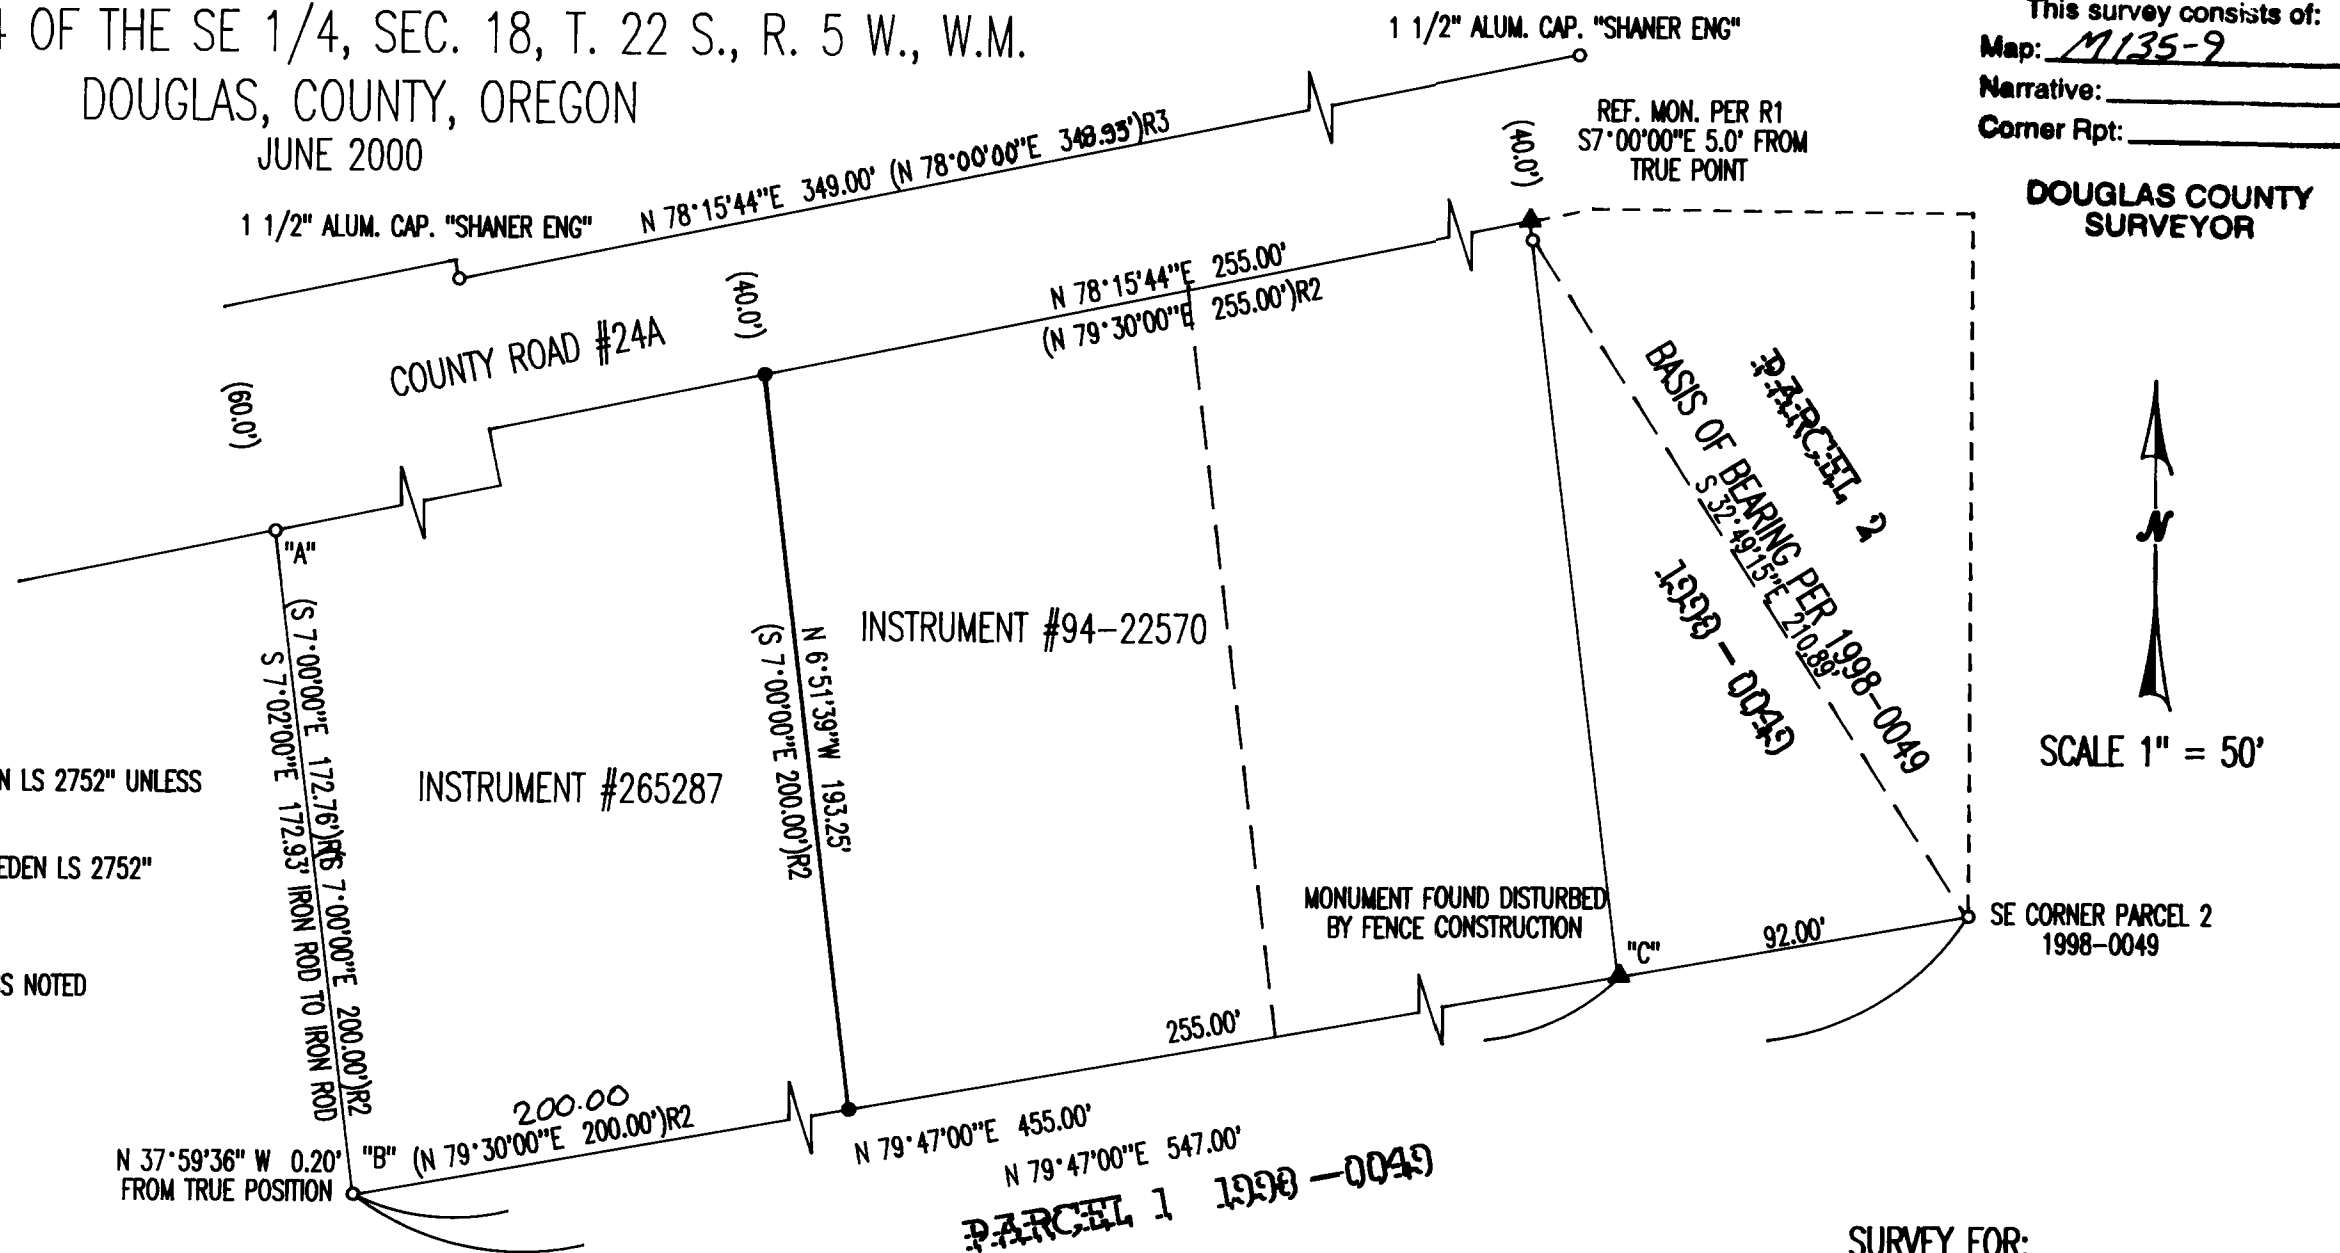 OF THE SE 1/4, SEC. 18, T. 22 S., R. 5 W., W.M.
DOUGLAS, COUNTY, OREGON
JUNE 2000
1 1/2" ALUM. CAP. "SHANER ENG"
This survey consists of:
Map: M135-9
Narrative:
Corner Rpt:
DOUGLAS COUNTY
SURVEYOR
REF. MON. PER R1
S7°00'00"E 5.0' FROM
TRUE POINT
(40.0')
1 1/2" ALUM. CAP. "SHANER ENG"
N 78°15'44"E 349.00' (N 78°00'00"E 348.93')R3
COUNTY ROAD #24A
(60.0')
(40.0')
N 78°15'44"E 255.00'
(N 79°30'00"E 255.00')R2
"A"
BASIS OF BEARING PER 1998-0049
S 32°49'15"E 210.89'
PARCEL 2
1998-0049
N
SCALE 1" = 50'
INSTRUMENT #94-22570
INSTRUMENT #265287
N 6°51'39"W 193.25'
(S 7°00'00"E 200.00')R2
(S 7°00'00"E 172.76')
(S 7°00'00"E 200.00')R2
S 7°02'00"E 172.93' IRON ROD TO IRON ROD
N LS 2752" UNLESS
EDEN LS 2752"
S NOTED
MONUMENT FOUND DISTURBED
BY FENCE CONSTRUCTION
"C"
92.00'
SE CORNER PARCEL 2
1998-0049
255.00'
200.00
"B" (N 79°30'00"E 200.00')R2
N 37°59'36" W 0.20'
FROM TRUE POSITION
N 79°47'00"E 455.00'
N 79°47'00"E 547.00'
PARCEL 1 1998-0049
SURVEY FOR: